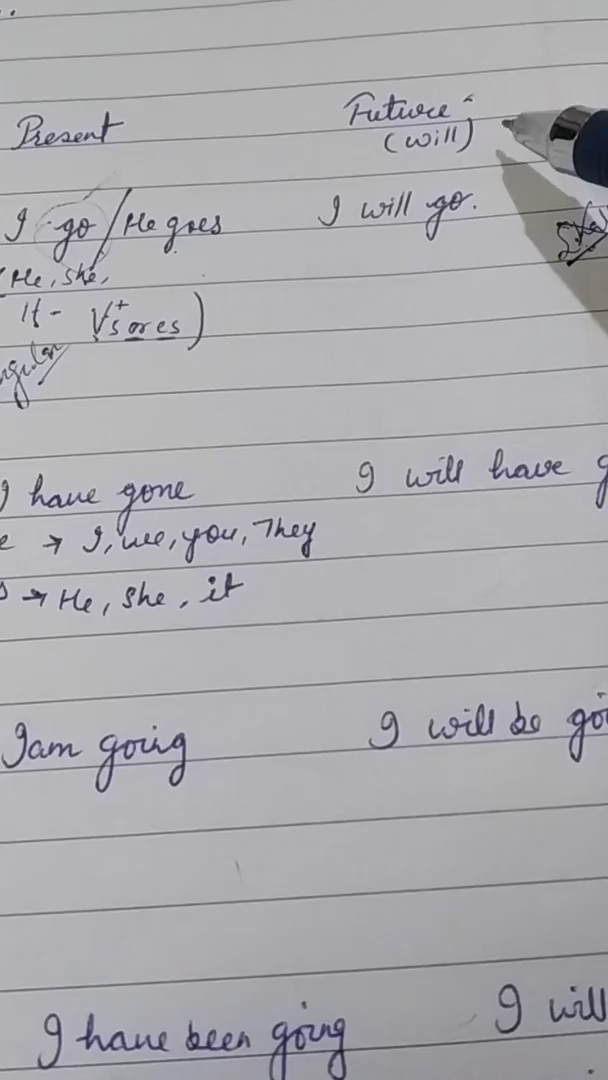 Present Future:
(will)
I go / He goes I will go.
(He, she,
It - V+s or es)
I have gone I will have g
e → I, we, you, They
s → He, she, it
I am going I will be goi
I have been going I will